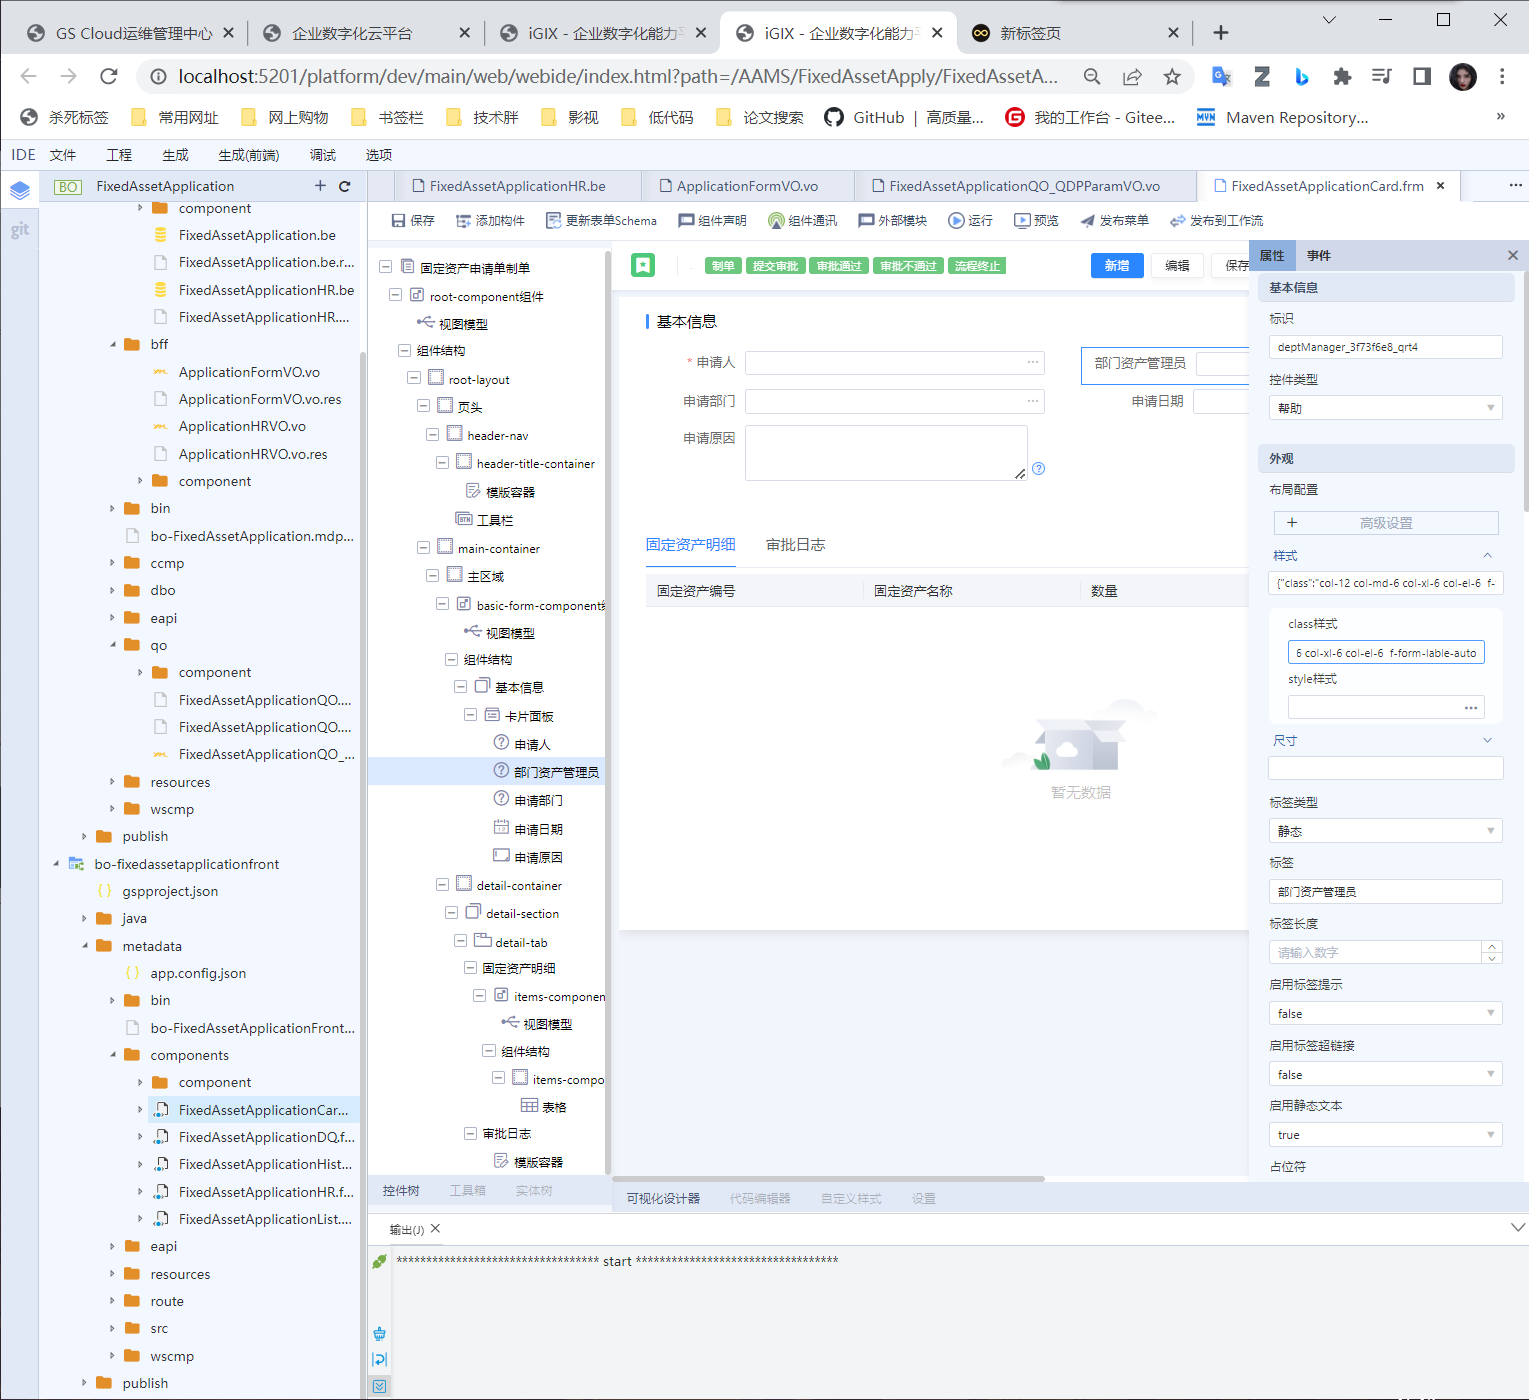 GS Cloud运维管理中心
企业数字化云平台
iGIX - 企业数字化能力
iGIX - 企业数字化能力
新标签页
localhost:5201/platform/dev/main/web/webide/index.html?path=/AAMS/FixedAssetApply/FixedAssetA...
杀死标签 常用网址 网上购物 书签栏 技术胖 影视 低代码 论文搜索 GitHub | 高质量... 我的工作台 - Gitee... Maven Repository... »
IDE 文件 工程 生成 生成(前端) 调试 选项
BO FixedAssetApplication
FixedAssetApplicationHR.be
ApplicationFormVO.vo
FixedAssetApplicationQO_QDPParamVO.vo
FixedAssetApplicationCard.frm
git
component
FixedAssetApplication.be
FixedAssetApplication.be.r...
FixedAssetApplicationHR.be
FixedAssetApplicationHR....
bff
ApplicationFormVO.vo
ApplicationFormVO.vo.res
ApplicationHRVO.vo
ApplicationHRVO.vo.res
component
bin
bo-FixedAssetApplication.mdp...
ccmp
dbo
eapi
qo
component
FixedAssetApplicationQO....
FixedAssetApplicationQO....
FixedAssetApplicationQO_...
resources
wscmp
publish
bo-fixedassetapplicationfront
gspproject.json
java
metadata
app.config.json
bin
bo-FixedAssetApplicationFront...
components
component
FixedAssetApplicationCar...
FixedAssetApplicationDQ.f...
FixedAssetApplicationHist...
FixedAssetApplicationHR.f...
FixedAssetApplicationList....
eapi
resources
route
src
wscmp
publish
保存 添加构件 更新表单Schema 组件声明 组件通讯 外部模块 运行 预览 发布菜单 发布到工作流
固定资产申请单制单
root-component组件
视图模型
组件结构
root-layout
页头
header-nav
header-title-container
模版容器
工具栏
main-container
主区域
basic-form-component
视图模型
组件结构
基本信息
卡片面板
申请人
部门资产管理员
申请部门
申请日期
申请原因
detail-container
detail-section
detail-tab
固定资产明细
items-componen
视图模型
组件结构
items-compo
表格
审批日志
模版容器
控件树 工具箱 实体树
制单 提交审批 审批通过 审批不通过 流程终止
新增 编辑 保存
基本信息
* 申请人
部门资产管理员
申请部门
申请日期
申请原因
固定资产明细 审批日志
固定资产编号 固定资产名称 数量
暂无数据
可视化设计器 代码编辑器 自定义样式 设置
属性 事件
基本信息
标识
deptManager_3f73f6e8_qrt4
控件类型
帮助
外观
布局配置
高级设置
样式
{"class":"col-12 col-md-6 col-xl-6 col-el-6 f-
class样式
6 col-xl-6 col-el-6 f-form-lable-auto
style样式
尺寸
标签类型
静态
标签
部门资产管理员
标签长度
请输入数字
启用标签提示
false
启用标签超链接
false
启用静态文本
true
占位符
输出(J)
********************************** start **********************************